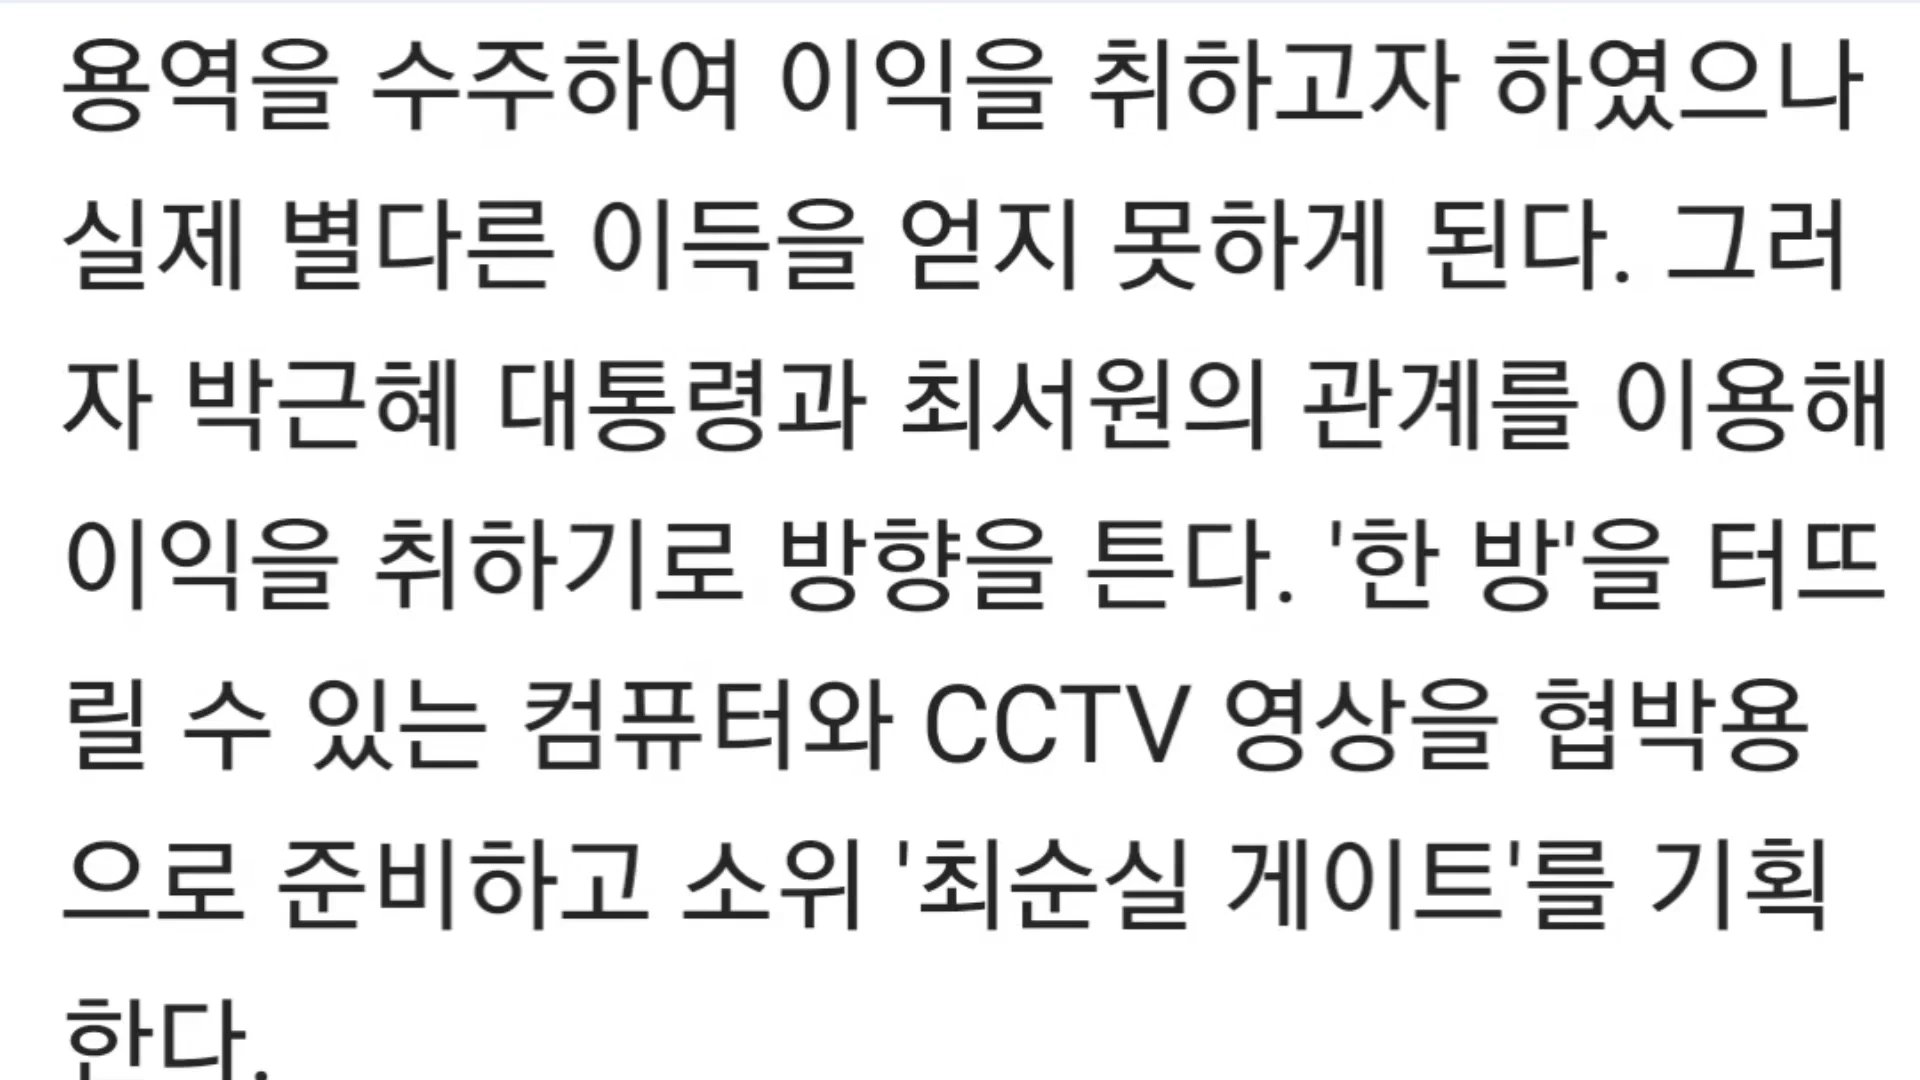 용역을 수주하여 이익을 취하고자 하였으나
실제 별다른 이득을 얻지 못하게 된다. 그러
자 박근혜 대통령과 최서원의 관계를 이용해
이익을 취하기로 방향을 튼다. '한 방'을 터뜨
릴 수 있는 컴퓨터와 CCTV 영상을 협박용
으로 준비하고 소위 '최순실 게이트'를 기획
한다.